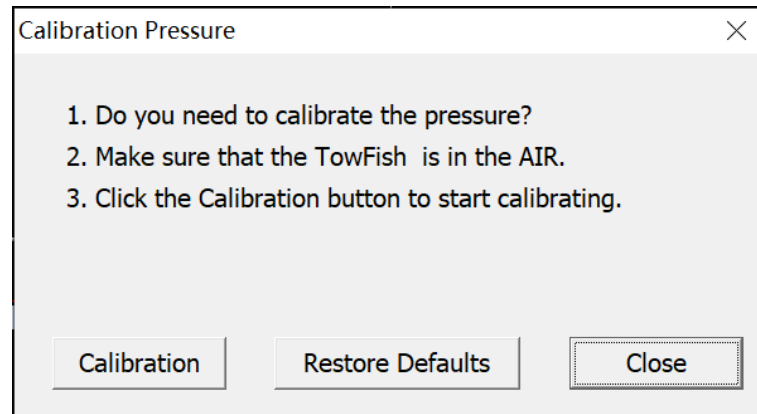 Calibration Pressure
1. Do you need to calibrate the pressure?
2. Make sure that the TowFish  is in the AIR.
3. Click the Calibration button to start calibrating.
Calibration
Restore Defaults
Close